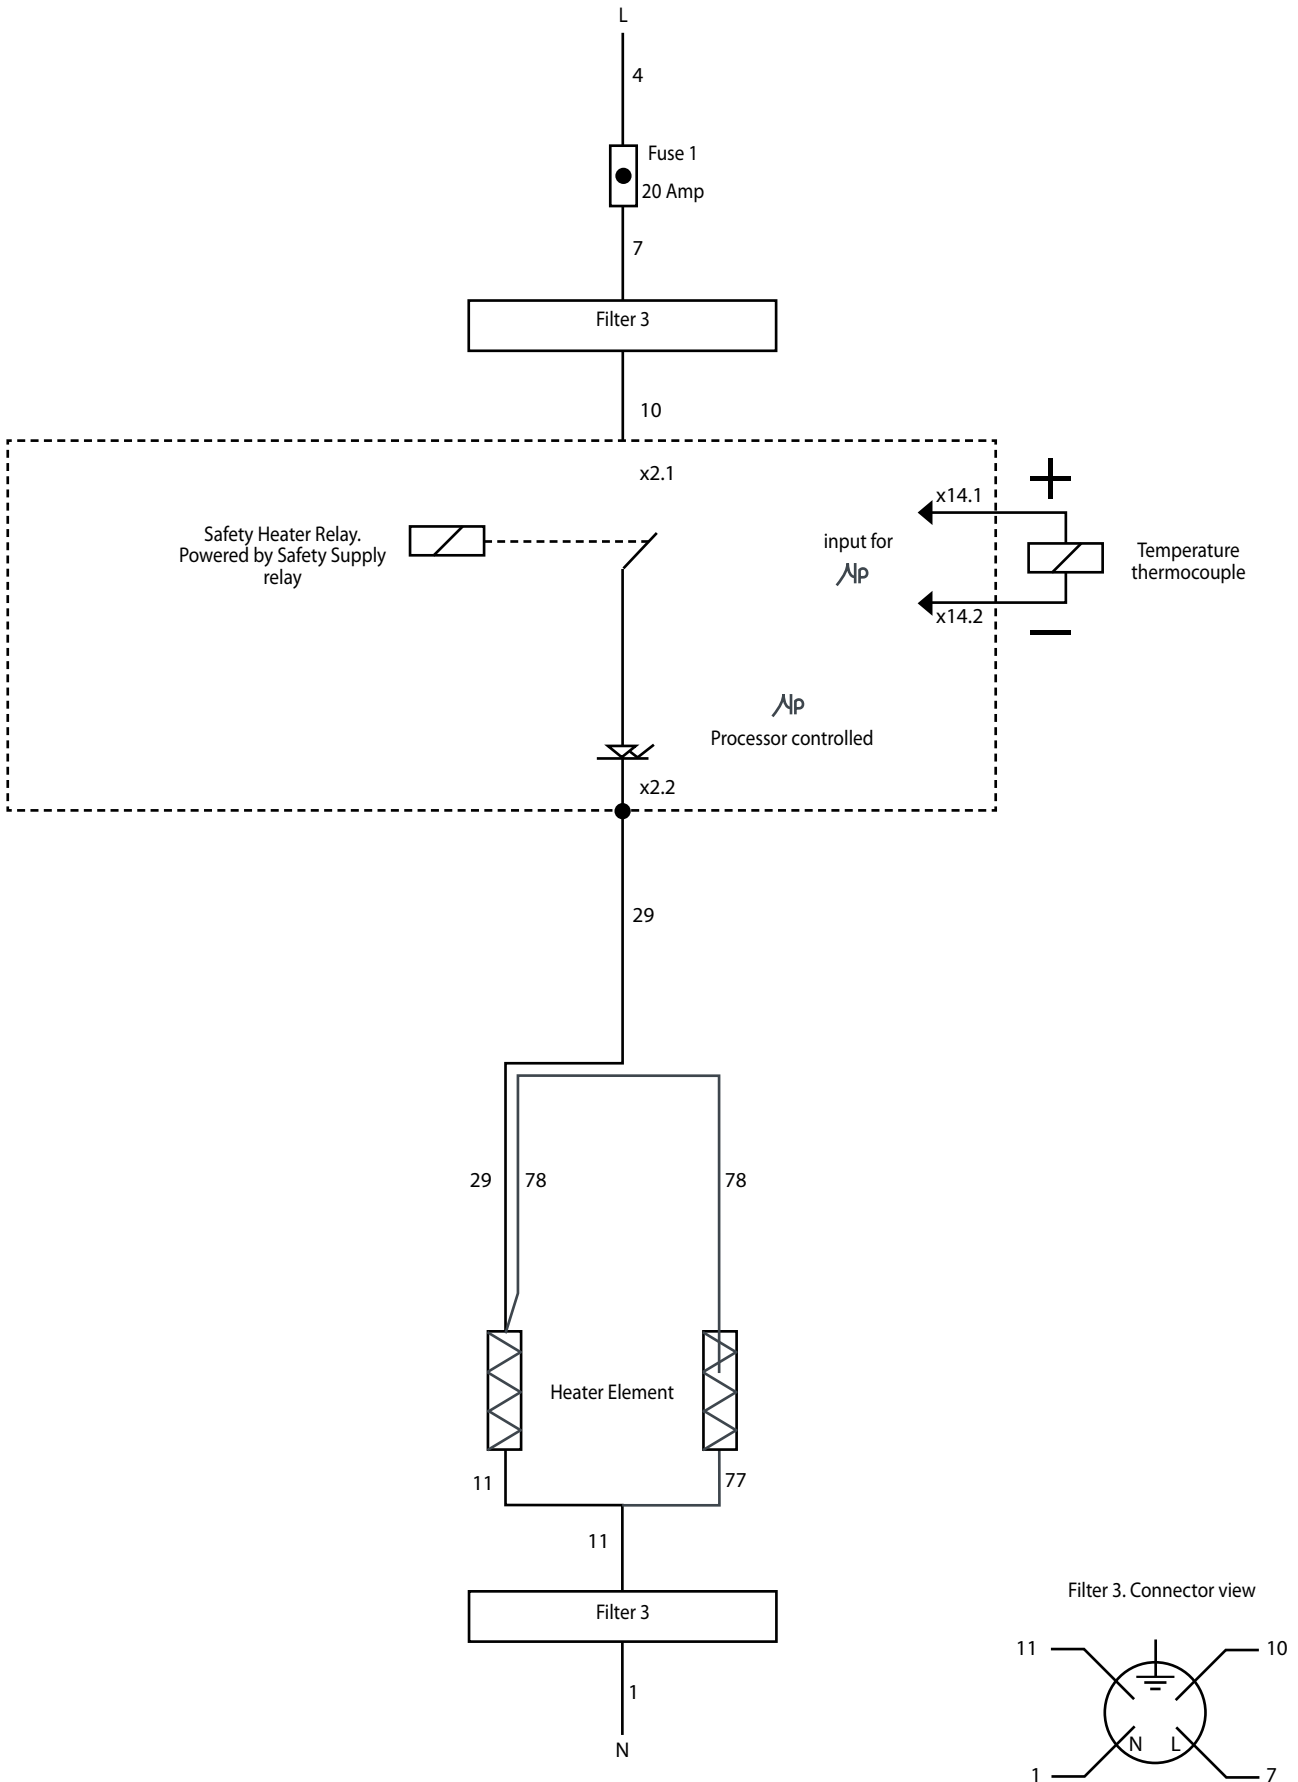 L
4
Fuse 1
20 Amp
7
Filter 3
10
x2.1
x14.1
Safety Heater Relay.
Powered by Safety Supply
relay
input for
μp
Temperature
thermocouple
x14.2
μp
Processor controlled
x2.2
29
29
78
78
Heater Element
11
77
11
Filter 3
1
N
Filter 3. Connector view
11
10
N
L
1
7